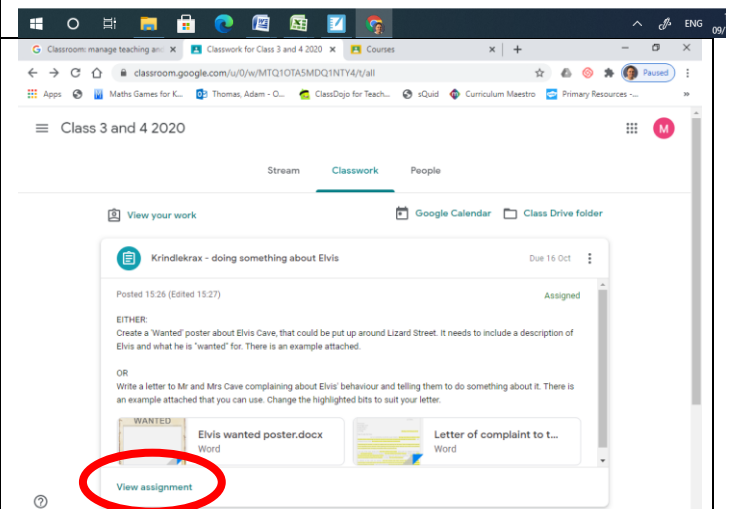 ENG
09/
Classroom: manage teaching and
Classwork for Class 3 and 4 2020
Courses
classroom.google.com/u/0/w/MTQ1OTA5MDQ1NTY4/t/all
Paused
Apps
Maths Games for K...
Thomas, Adam - O...
ClassDojo for Teach...
sQuid
Curriculum Maestro
Primary Resources -...
Class 3 and 4 2020
M
Stream
Classwork
People
View your work
Google Calendar
Class Drive folder
Krindlekrax - doing something about Elvis
Due 16 Oct
Posted 15:26 (Edited 15:27)
Assigned
EITHER:
Create a 'Wanted' poster about Elvis Cave, that could be put up around Lizard Street. It needs to include a description of
Elvis and what he is "wanted" for. There is an example attached.
OR
Write a letter to Mr and Mrs Cave complaining about Elvis' behaviour and telling them to do something about it. There is
an example attached that you can use. Change the highlighted bits to suit your letter.
WANTED
Elvis wanted poster.docx
Word
Letter of complaint to t...
Word
View assignment